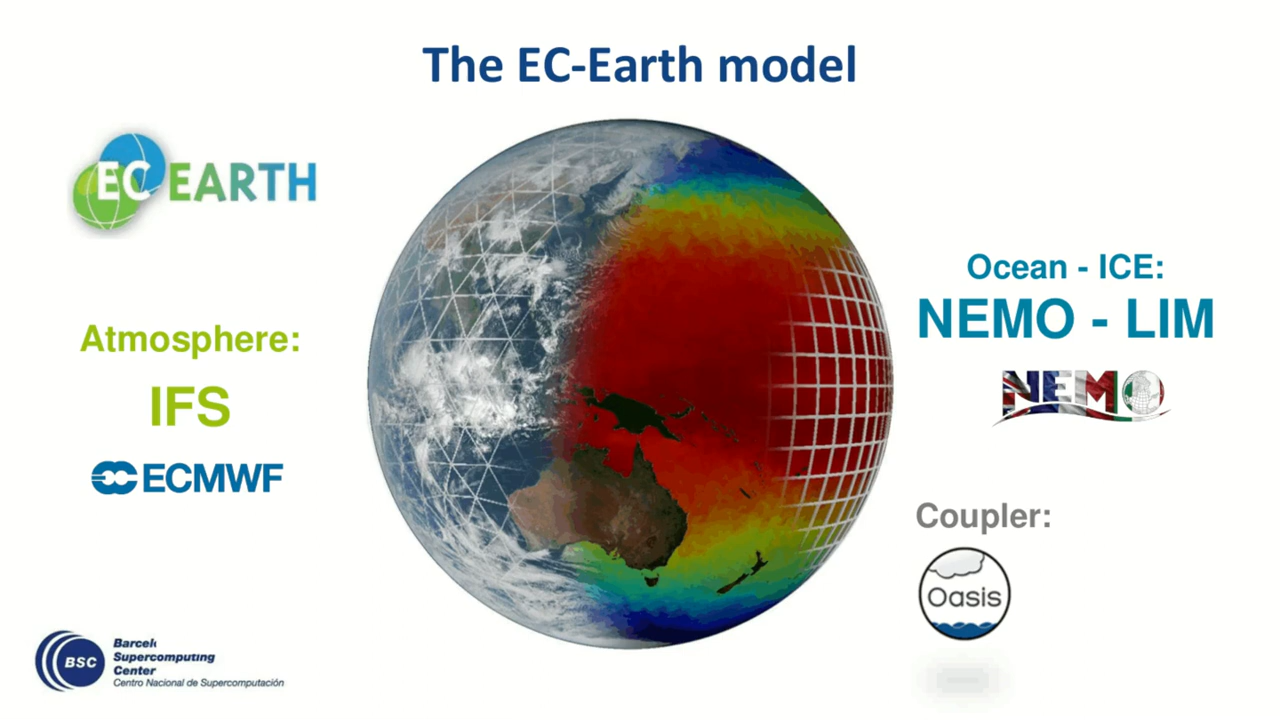 The EC-Earth model
EC EARTH
Atmosphere:
IFS
ECMWF
Ocean - ICE:
NEMO - LIM
NEMO
Coupler:
Oasis
BSC
Supercomputing
Center
Centro Nacional de Supercomputación